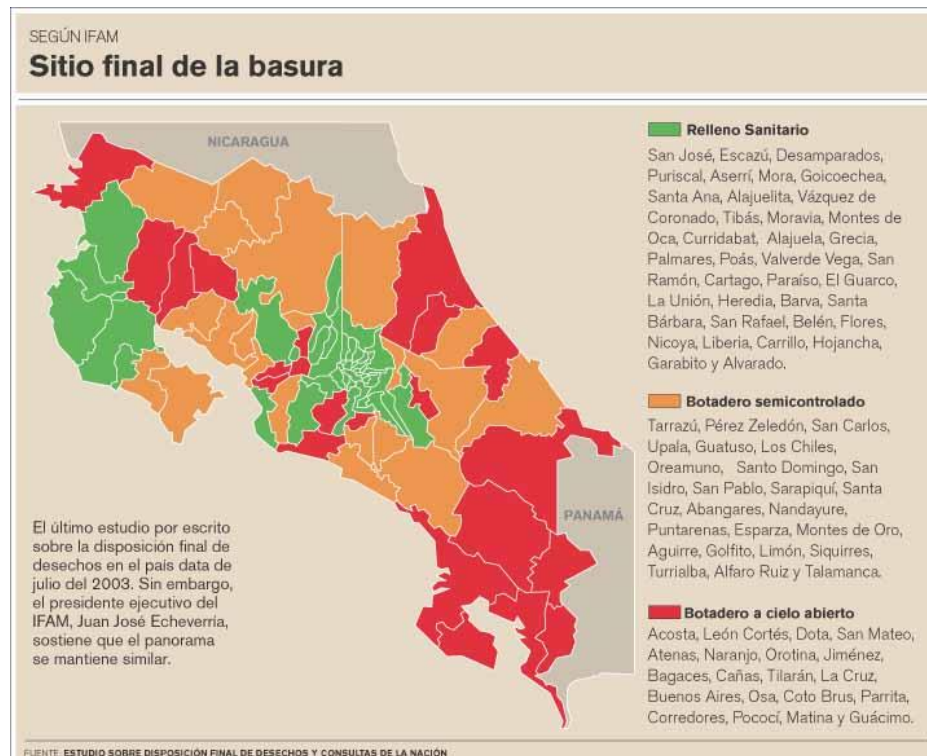 SEGÚN IFAM
Sitio final de la basura
NICARAGUA
PANAMÁ
El último estudio por escrito
sobre la disposición final de
desechos en el país data de
julio del 2003. Sin embargo,
el presidente ejecutivo del
IFAM, Juan José Echeverría,
sostiene que el panorama
se mantiene similar.
Relleno Sanitario
San José, Escazú, Desamparados,
Puriscal, Aserrí, Mora, Goicoechea,
Santa Ana, Alajuelita, Vázquez de
Coronado, Tibás, Moravia, Montes de
Oca, Curridabat, Alajuela, Grecia,
Palmares, Poás, Valverde Vega, San
Ramón, Cartago, Paraíso, El Guarco,
La Unión, Heredia, Barva, Santa
Bárbara, San Rafael, Belén, Flores,
Nicoya, Liberia, Carrillo, Hojancha,
Garabito y Alvarado.
Botadero semicontrolado
Tarrazú, Pérez Zeledón, San Carlos,
Upala, Guatuso, Los Chiles,
Oreamuno, Santo Domingo, San
Isidro, San Pablo, Sarapiquí, Santa
Cruz, Abangares, Nandayure,
Puntarenas, Esparza, Montes de Oro,
Aguirre, Golfito, Limón, Siquirres,
Turrialba, Alfaro Ruiz y Talamanca.
Botadero a cielo abierto
Acosta, León Cortés, Dota, San Mateo,
Atenas, Naranjo, Orotina, Jiménez,
Bagaces, Cañas, Tilarán, La Cruz,
Buenos Aires, Osa, Coto Brus, Parrita,
Corredores, Pococí, Matina y Guácimo.
FUENTE ESTUDIO SOBRE DISPOSICIÓN FINAL DE DESECHOS Y CONSULTAS DE LA NACIÓN